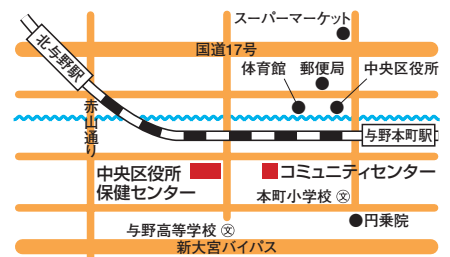 スーパーマーケット
北与野駅
国道17号
体育館
郵便局
中央区役所
赤山通り
与野本町駅
中央区役所
保健センター
コミュニティセンター
本町小学校 文
円乗院
与野高等学校 文
新大宮バイパス